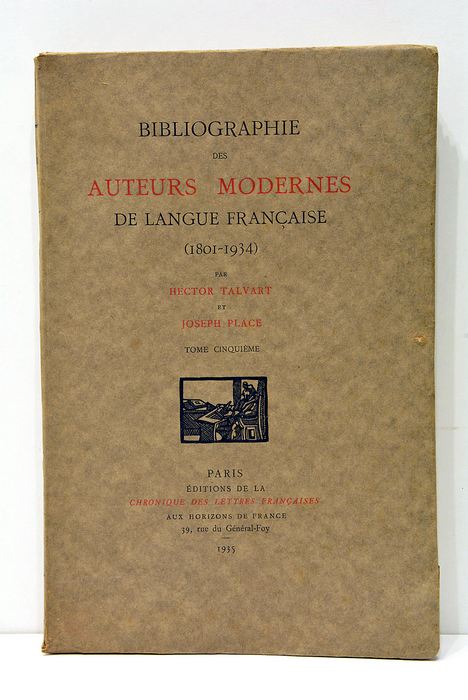 BIBLIOGRAPHIE
DES
AUTEURS MODERNES
DE LANGUE FRANÇAISE
(1801-1934)
PAR
HECTOR TALVART
ET
JOSEPH PLACE
TOME CINQUIÈME
PARIS
ÉDITIONS DE LA
CHRONIQUE DES LETTRES FRANÇAISES
AUX HORIZONS DE FRANCE
39, rue du Général-Foy
1935